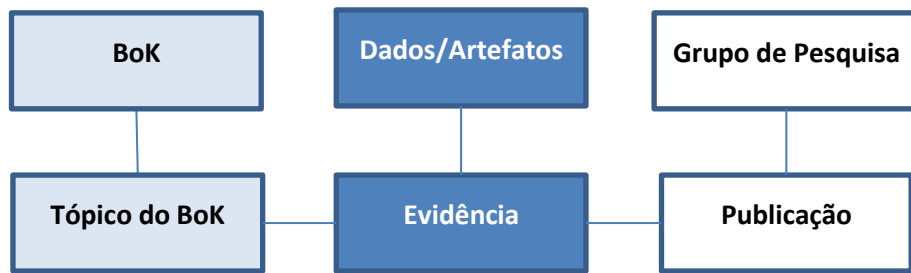 BoK
Dados/Artefatos
Grupo de Pesquisa
Tópico do BoK
Evidência
Publicação